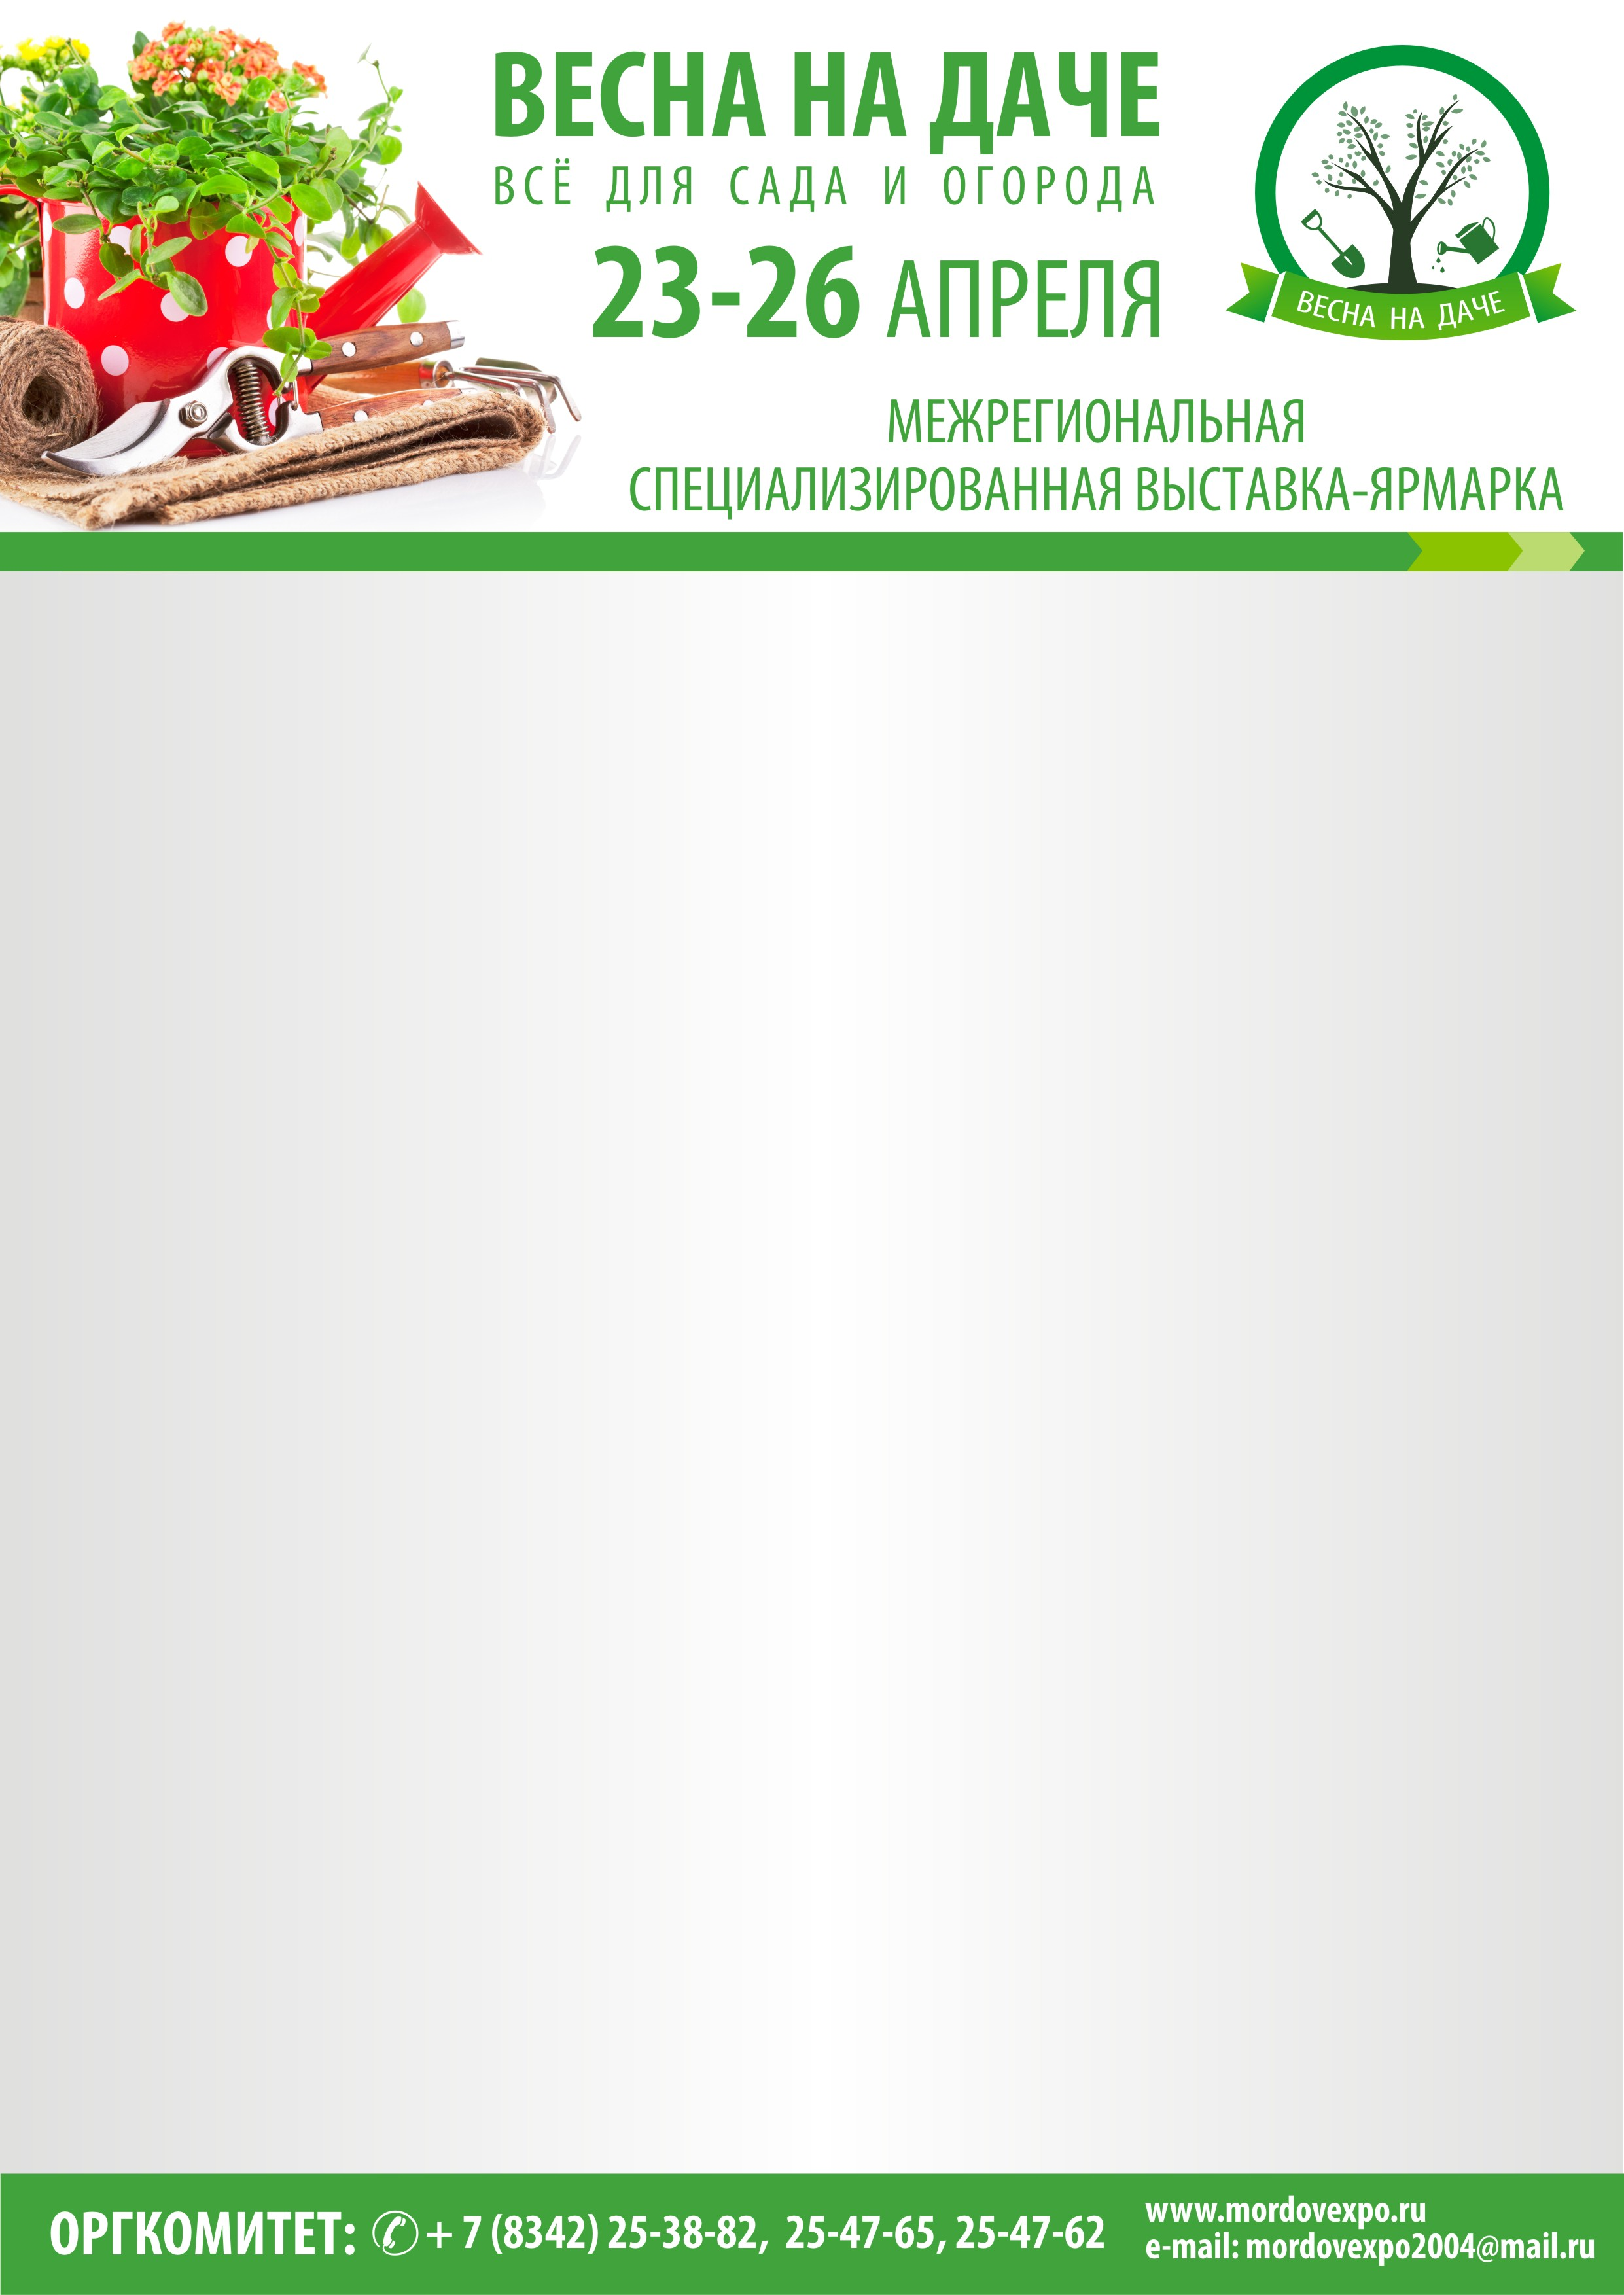 ВЕСНА НА ДАЧЕ
ВСЁ ДЛЯ САДА И ОГОРОДА
23-26 АПРЕЛЯ
ВЕСНА НА ДАЧЕ
МЕЖРЕГИОНАЛЬНАЯ
СПЕЦИАЛИЗИРОВАННАЯ ВЫСТАВКА-ЯРМАРКА
ОРГКОМИТЕТ: ✆ + 7 (8342) 25-38-82, 25-47-65, 25-47-62
www.mordovexpo.ru
e-mail: mordovexpo2004@mail.ru